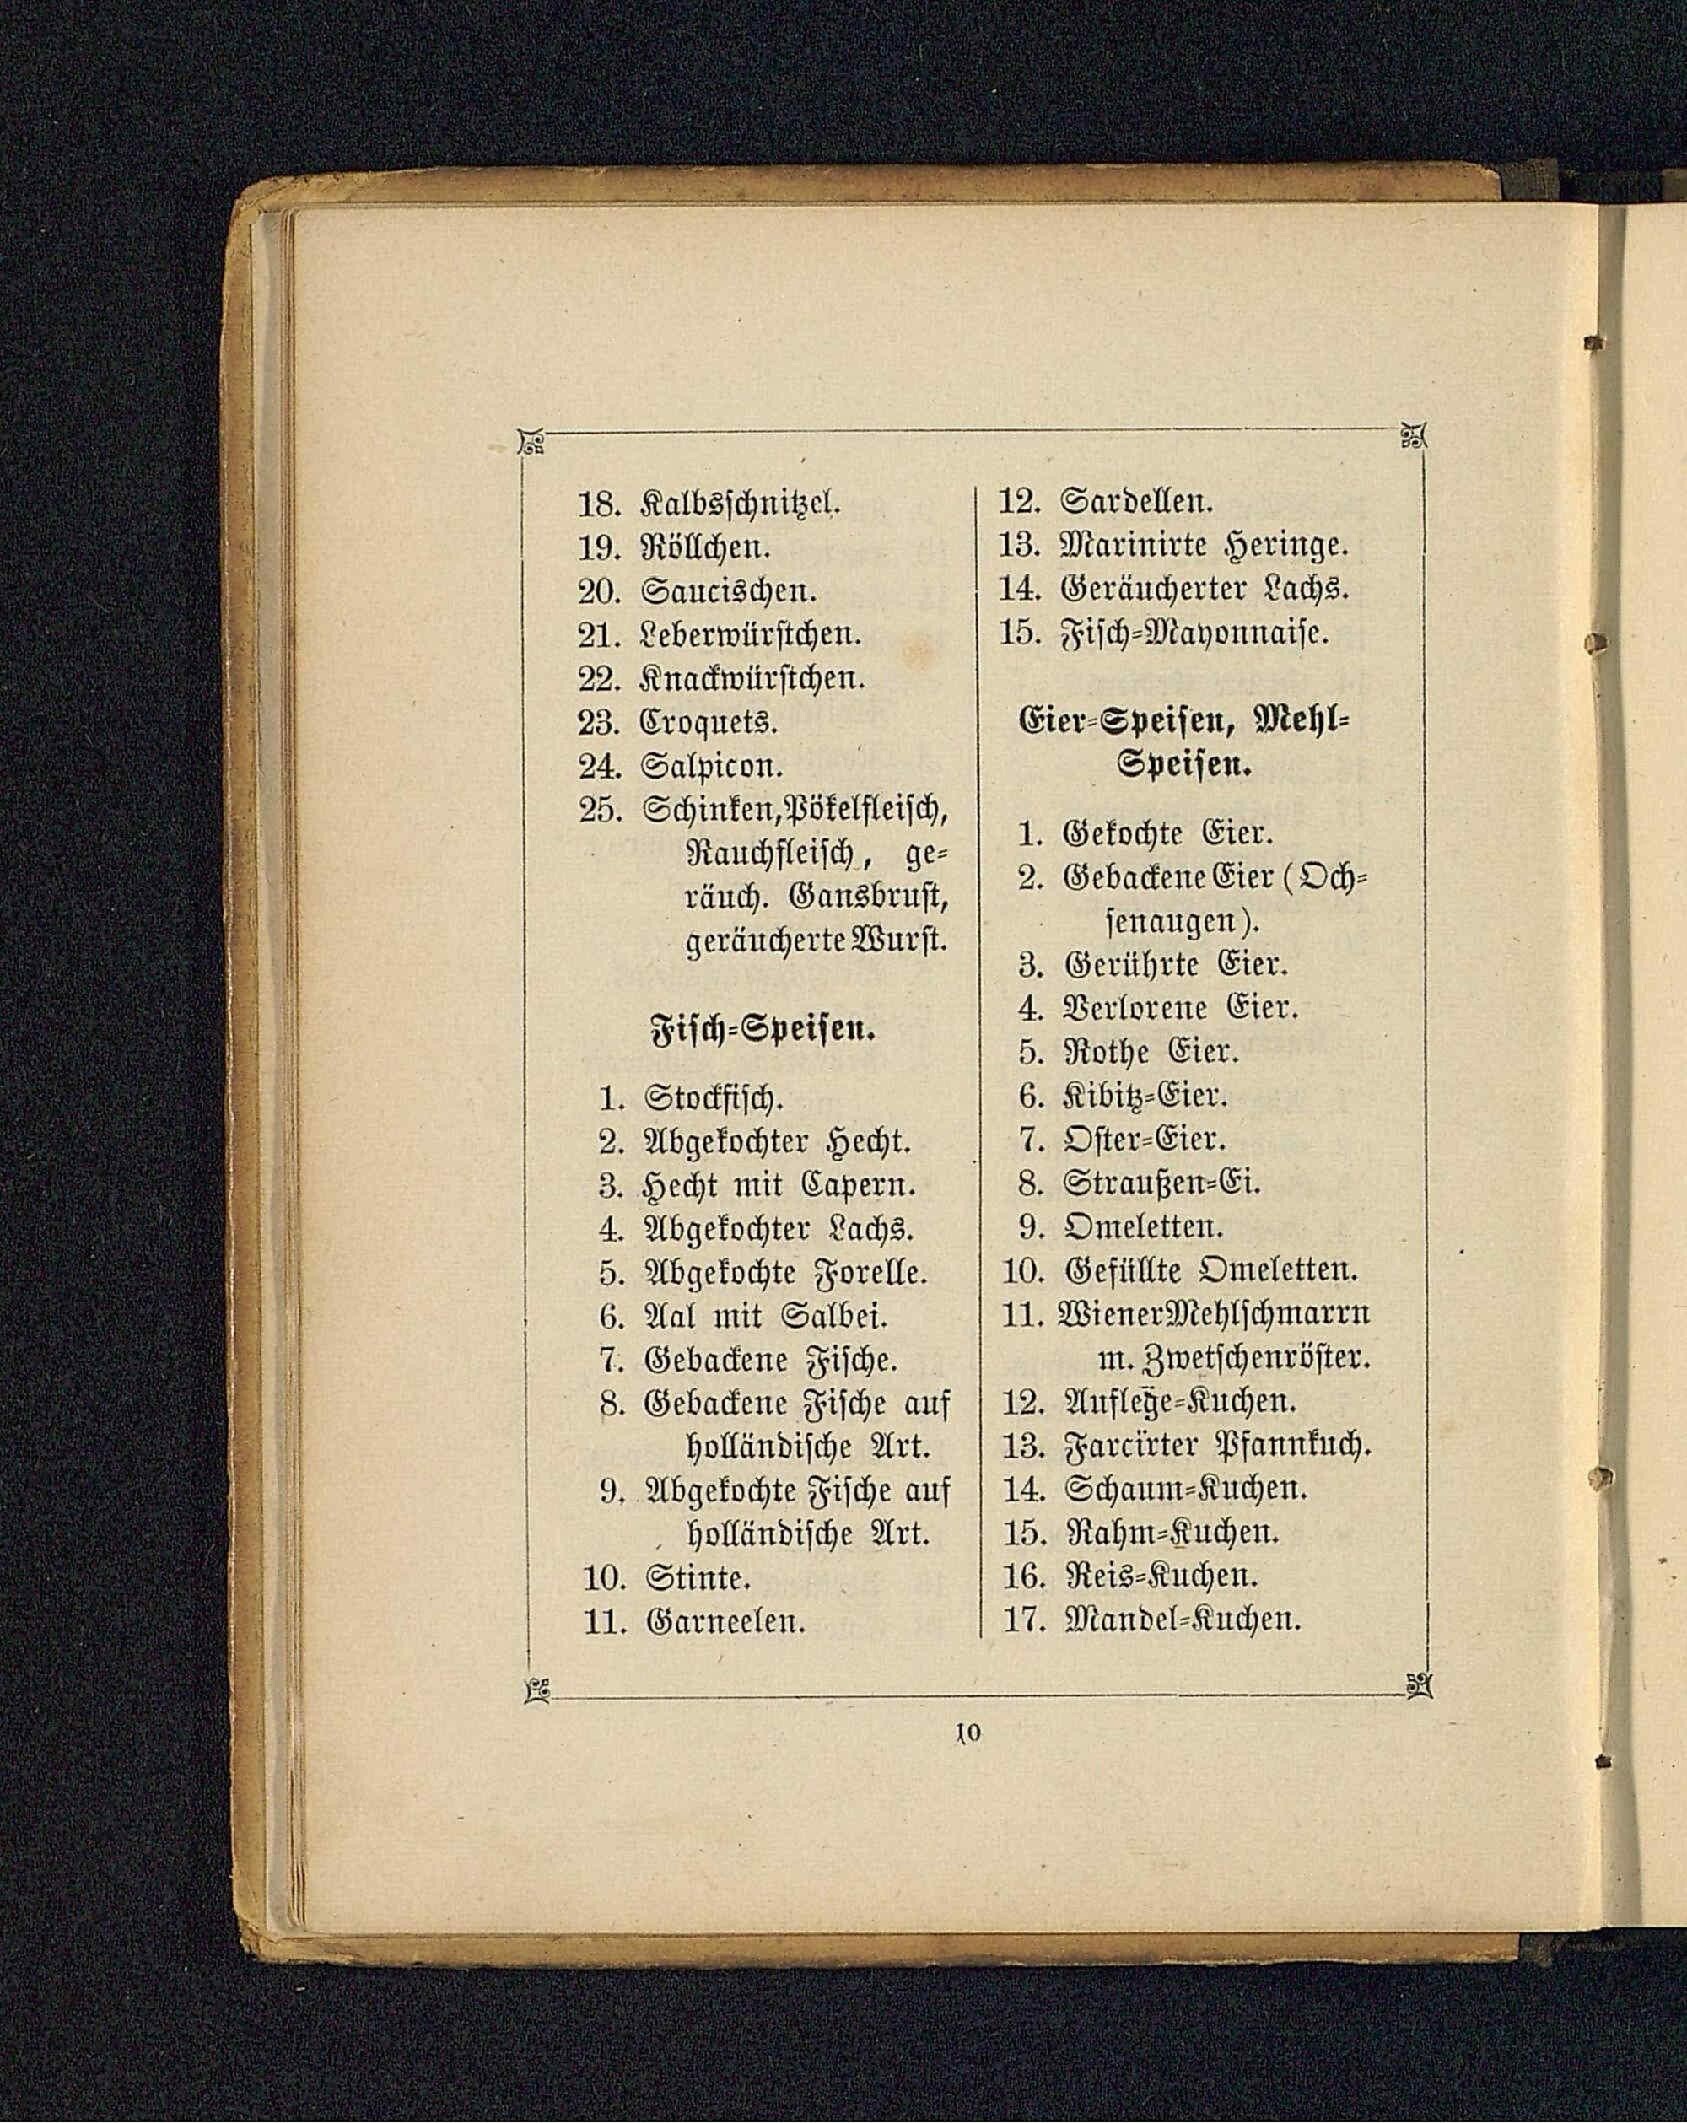 18. Kalbsschnitzel.
19. Röllchen.
20. Saucischen.
21. Leberwürstchen.
22. Knackwürstchen.
23. Croquets.
24. Salpicon.
25. Schinken, Pökelfleisch,
Rauchfleisch, ge-
räuch. Gansbrust,
geräucherte Wurst.
Fisch-Speisen.
1. Stockfisch.
2. Abgekochter Hecht.
3. Hecht mit Capern.
4. Abgekochter Lachs.
5. Abgekochte Forelle.
6. Aal mit Salbei.
7. Gebackene Fische.
8. Gebackene Fische auf
holländische Art.
9. Abgekochte Fische auf
holländische Art.
10. Stinte.
11. Garneelen.
12. Sardellen.
13. Marinirte Heringe.
14. Geräucherter Lachs.
15. Fisch-Mayonnaise.
Eier-Speisen, Mehl-
Speisen.
1. Gekochte Eier.
2. Gebackene Eier (Och-
senaugen).
3. Gerührte Eier.
4. Verlorene Eier.
5. Rothe Eier.
6. Kibitz-Eier.
7. Oster-Eier.
8. Straußen-Ei.
9. Omeletten.
10. Gefüllte Omeletten.
11. Wiener Mehlschmarrn
m. Zwetschenröster.
12. Auflege-Kuchen.
13. Farcirter Pfannkuch.
14. Schaum-Kuchen.
15. Rahm-Kuchen.
16. Reis-Kuchen.
17. Mandel-Kuchen.
10